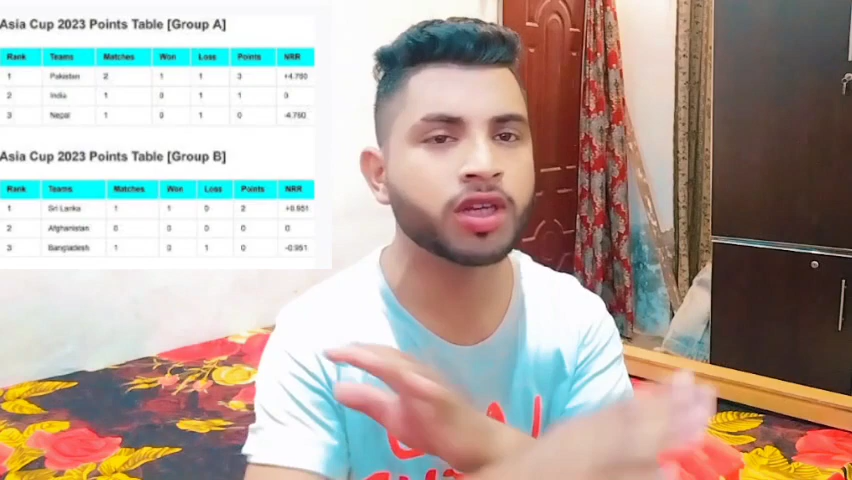 Asia Cup 2023 Points Table [Group A]
Rank Teams Matches Won Loss Points NRR
1 Pakistan 2 1 1 3 +4.760
2 India 1 0 1 1 0
3 Nepal 1 0 1 0 -4.760
Asia Cup 2023 Points Table [Group B]
Rank Teams Matches Won Loss Points NRR
1 Sri Lanka 1 1 0 2 +0.951
2 Afghanistan 0 0 0 0 0
3 Bangladesh 1 0 1 0 -0.951